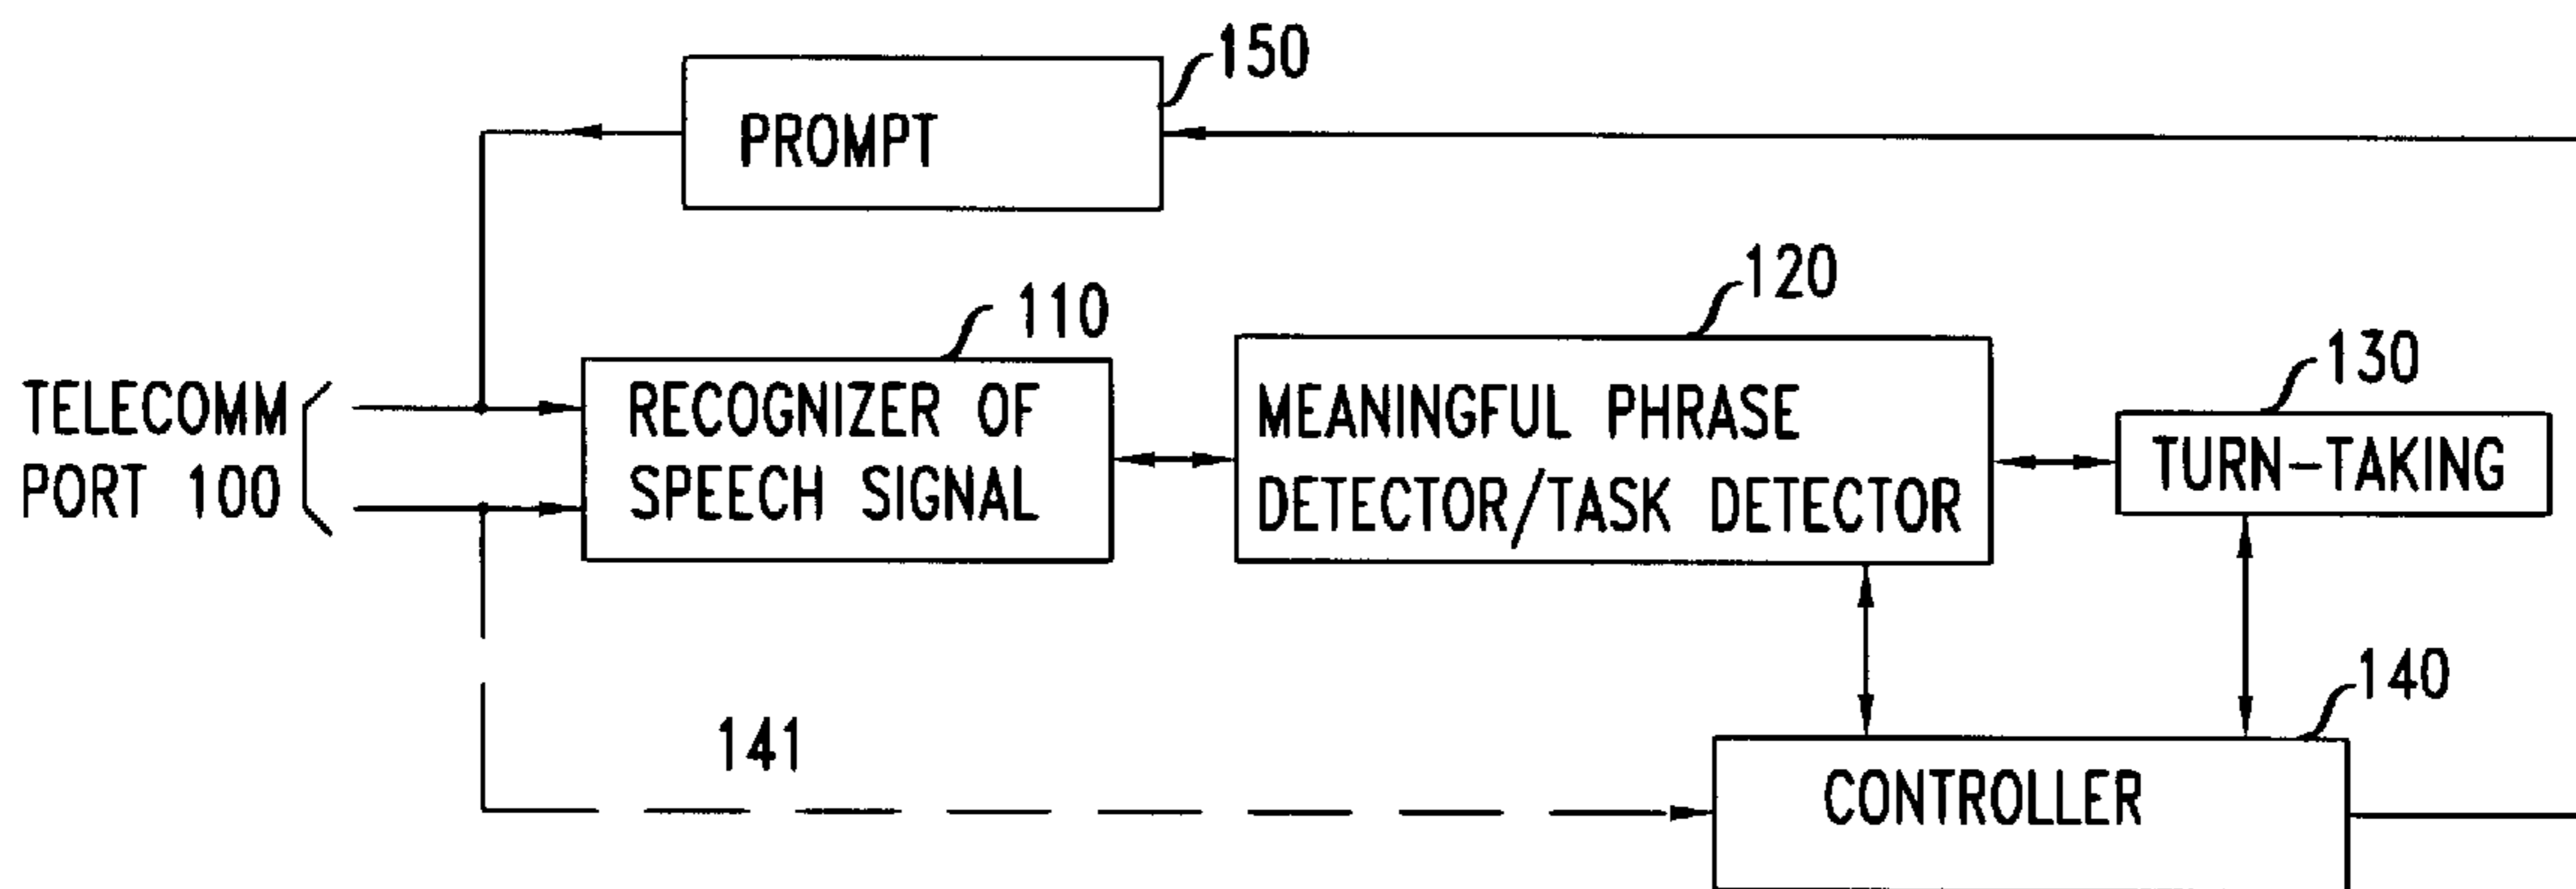 150
PROMPT
120
110
130
TELECOMM
PORT 100
RECOGNIZER OF
SPEECH SIGNAL
MEANINGFUL PHRASE
DETECTOR/TASK DETECTOR
TURN-TAKING
140
141
CONTROLLER